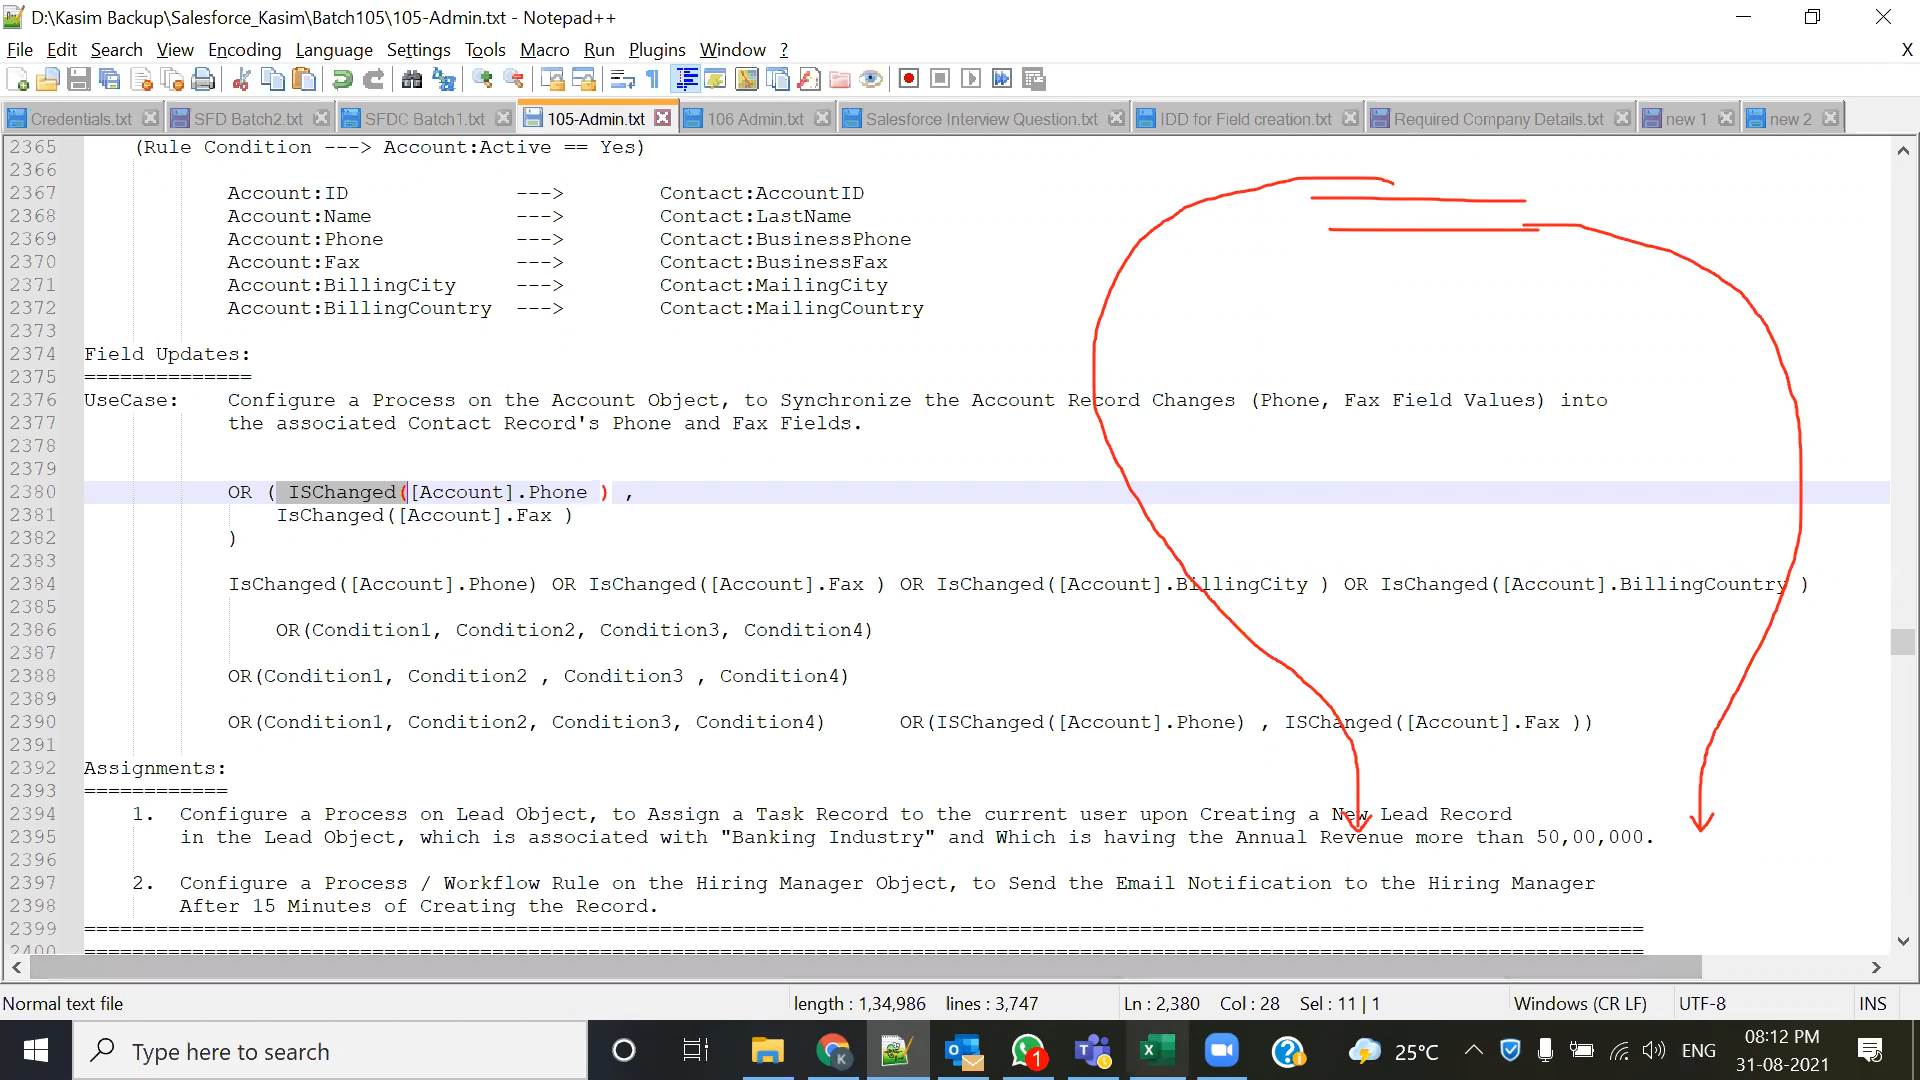 D:\Kasim Backup\Salesforce_Kasim\Batch105\105-Admin.txt - Notepad++
File Edit Search View Encoding Language Settings Tools Macro Run Plugins Window ? X
Credentials.txt SFD Batch2.txt SFDC Batch1.txt 105-Admin.txt 106 Admin.txt Salesforce Interview Question.txt IDD for Field creation.txt Required Company Details.txt new 1 new 2
2365 (Rule Condition ---> Account:Active == Yes)
2366
2367 Account:ID ---> Contact:AccountID
2368 Account:Name ---> Contact:LastName
2369 Account:Phone ---> Contact:BusinessPhone
2370 Account:Fax ---> Contact:BusinessFax
2371 Account:BillingCity ---> Contact:MailingCity
2372 Account:BillingCountry ---> Contact:MailingCountry
2373
2374 Field Updates:
2375 ==============
2376 UseCase: Configure a Process on the Account Object, to Synchronize the Account Record Changes (Phone, Fax Field Values) into
2377 the associated Contact Record's Phone and Fax Fields.
2378
2379
2380 OR ( ISChanged([Account].Phone ) ,
2381 IsChanged([Account].Fax )
2382 )
2383
2384 IsChanged([Account].Phone) OR IsChanged([Account].Fax ) OR IsChanged([Account].BillingCity ) OR IsChanged([Account].BillingCountry )
2385
2386 OR(Condition1, Condition2, Condition3, Condition4)
2387
2388 OR(Condition1, Condition2 , Condition3 , Condition4)
2389
2390 OR(Condition1, Condition2, Condition3, Condition4) OR(ISChanged([Account].Phone) , ISChanged([Account].Fax ))
2391
2392 Assignments:
2393 ============
2394 1. Configure a Process on Lead Object, to Assign a Task Record to the current user upon Creating a New Lead Record
2395 in the Lead Object, which is associated with "Banking Industry" and Which is having the Annual Revenue more than 50,00,000.
2396
2397 2. Configure a Process / Workflow Rule on the Hiring Manager Object, to Send the Email Notification to the Hiring Manager
2398 After 15 Minutes of Creating the Record.
2399 ==================================================================================================================================
2400 ==================================================================================================================================
Normal text file length : 1,34,986 lines : 3,747 Ln : 2,380 Col : 28 Sel : 11 | 1 Windows (CR LF) UTF-8 INS
Type here to search 1 25°C ENG 08:12 PM
31-08-2021